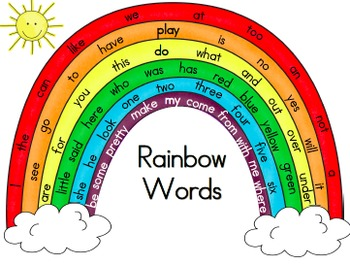 I the can like we at too no not a
see go to have play is an yes will it
are for you this do what and out over under
little said here who was has red blue yellow green
she he look one two three four five six
be some pretty make my come from with me where
Rainbow
Words